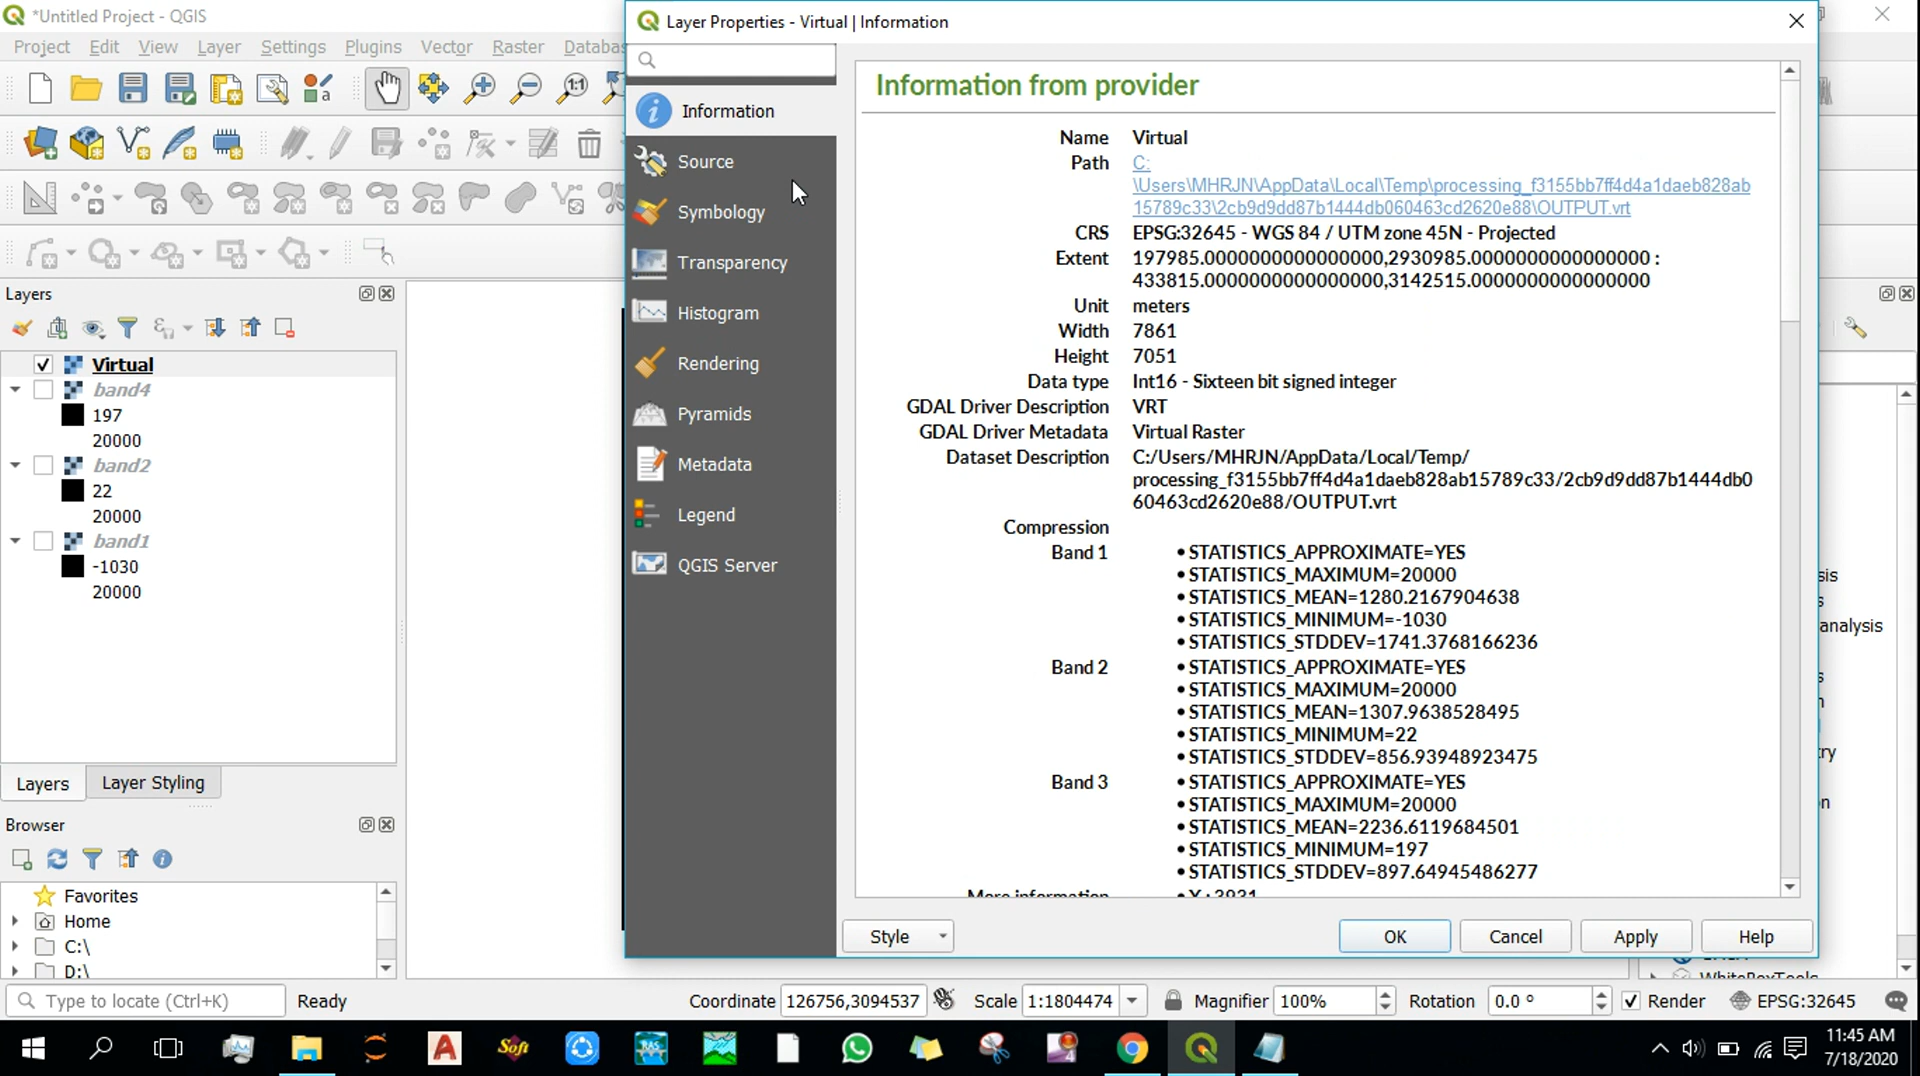 *Untitled Project - QGIS
Project Edit View Layer Settings Plugins Vector Raster
Layers
Virtual
band4
197
20000
band2
22
20000
band1
-1030
20000
Layers Layer Styling
Browser
Favorites
Home
C:\
D:\
Layer Properties - Virtual | Information
Information
Source
Symbology
Transparency
Histogram
Rendering
Pyramids
Metadata
Legend
QGIS Server
Information from provider
Name Virtual
Path C:
\Users\MHRJN\AppData\Local\Temp\processing_f3155bb7ff4d4a1daeb828ab
15789c33\2cb9d9dd87b1444db060463cd2620e88\OUTPUT.vrt
CRS EPSG:32645 - WGS 84 / UTM zone 45N - Projected
Extent 197985.0000000000000000,2930985.0000000000000000 :
433815.0000000000000000,3142515.0000000000000000
Unit meters
Width 7861
Height 7051
Data type Int16 - Sixteen bit signed integer
GDAL Driver Description VRT
GDAL Driver Metadata Virtual Raster
Dataset Description C:/Users/MHRJN/AppData/Local/Temp/
processing_f3155bb7ff4d4a1daeb828ab15789c33/2cb9d9dd87b1444db0
60463cd2620e88/OUTPUT.vrt
Compression
Band 1 • STATISTICS_APPROXIMATE=YES
• STATISTICS_MAXIMUM=20000
• STATISTICS_MEAN=1280.2167904638
• STATISTICS_MINIMUM=-1030
• STATISTICS_STDDEV=1741.3768166236
Band 2 • STATISTICS_APPROXIMATE=YES
• STATISTICS_MAXIMUM=20000
• STATISTICS_MEAN=1307.9638528495
• STATISTICS_MINIMUM=22
• STATISTICS_STDDEV=856.93948923475
Band 3 • STATISTICS_APPROXIMATE=YES
• STATISTICS_MAXIMUM=20000
• STATISTICS_MEAN=2236.6119684501
• STATISTICS_MINIMUM=197
• STATISTICS_STDDEV=897.64945486277
More information • X : 3931
Style OK Cancel Apply Help
analysis
Type to locate (Ctrl+K) Ready Coordinate 126756,3094537 Scale 1:1804474 Magnifier 100% Rotation 0.0 ° Render EPSG:32645
11:45 AM
7/18/2020